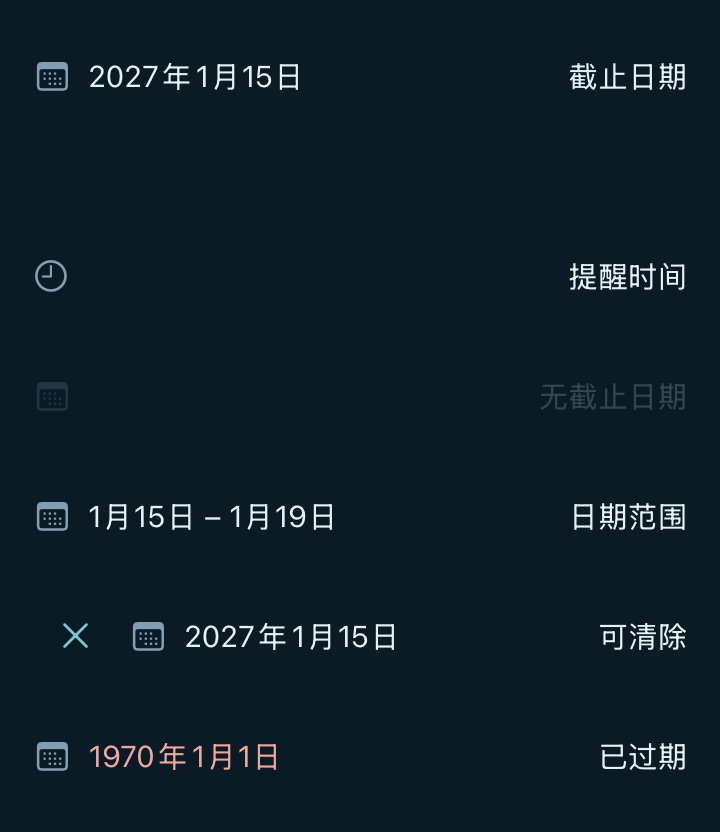 2027年1月15日 截止日期
提醒时间
无截止日期
1月15日 – 1月19日 日期范围
2027年1月15日 可清除
1970年1月1日 已过期